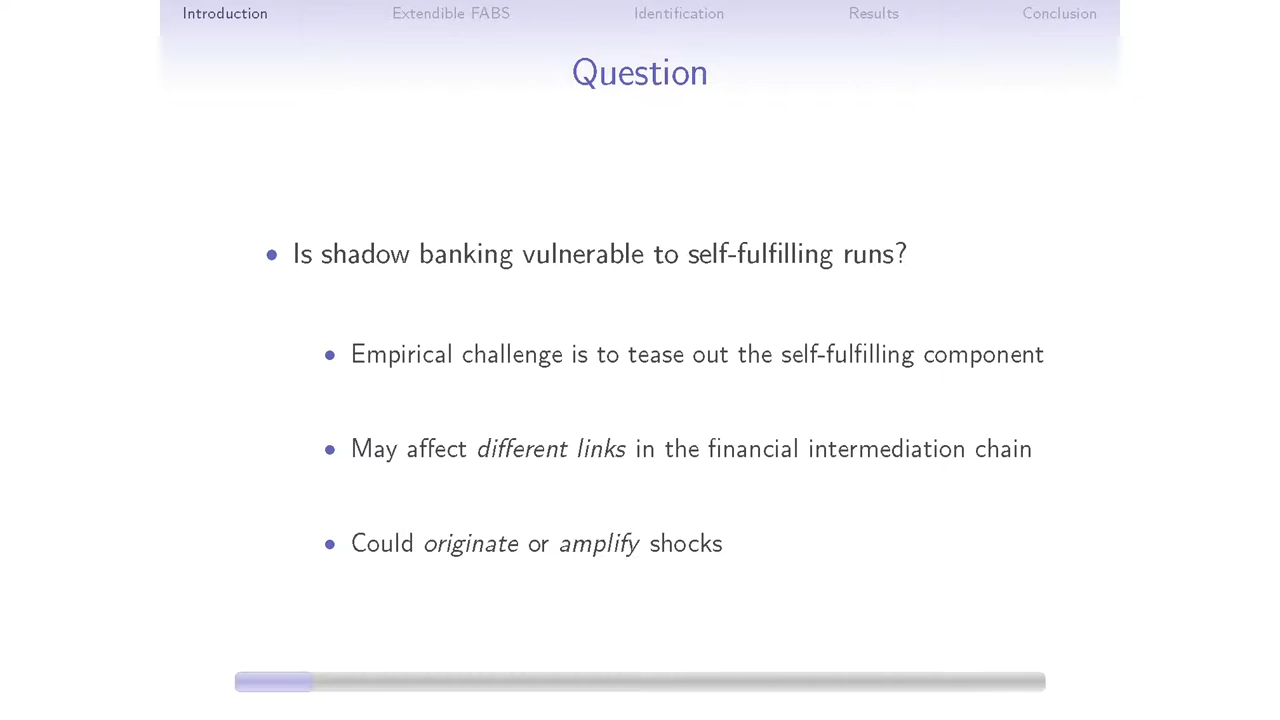 Introduction Extendible FABS Identification Results Conclusion
Question
• Is shadow banking vulnerable to self-fulfilling runs?
• Empirical challenge is to tease out the self-fulfilling component
• May affect different links in the financial intermediation chain
• Could originate or amplify shocks